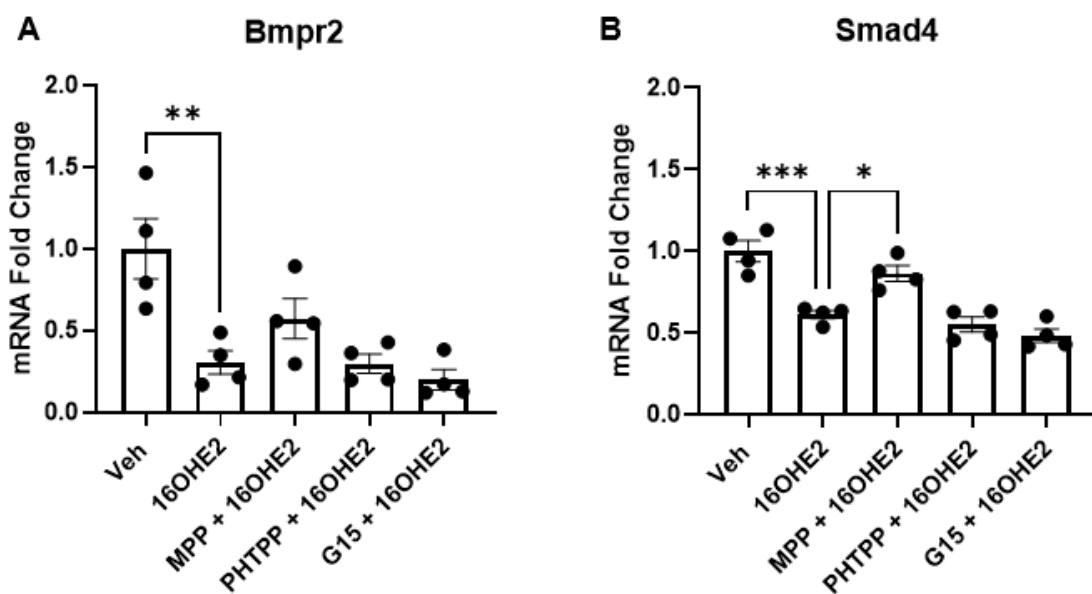 A
Bmpr2
mRNA Fold Change
2.0
1.5
1.0
0.5
0.0
**
Veh
16OHE2
MPP + 16OHE2
PHTPP + 16OHE2
G15 + 16OHE2
B
Smad4
mRNA Fold Change
2.0
1.5
1.0
0.5
0.0
***
*
Veh
16OHE2
MPP + 16OHE2
PHTPP + 16OHE2
G15 + 16OHE2